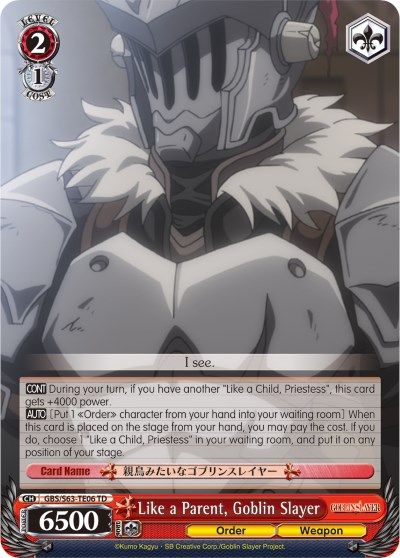 LEVEL
2
1
COST
I see.
CONT During your turn, if you have another "Like a Child, Priestess", this card
gets +4000 power.
AUTO [Put 1 «Order» character from your hand into your waiting room] When
this card is placed on the stage from your hand, you may pay the cost. If you
do, choose 1 "Like a Child, Priestess" in your waiting room, and put it on any
position of your stage.
Card Name 親鳥みたいなゴブリンスレイヤー
CH GBS/S63-TE06 TD
Like a Parent, Goblin Slayer
GOBLIN SLAYER
POWER
6500
SOUL
Order
Weapon
©Kumo Kagyu・SB Creative Corp./Goblin Slayer Project.